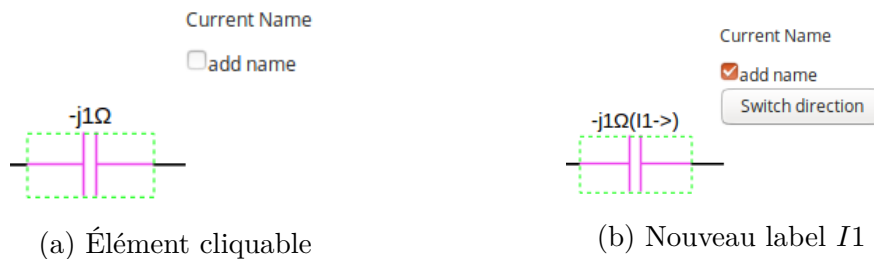 Current Name
add name
-j1Ω
(a) Élément cliquable
Current Name
add name
Switch direction
-j1Ω(I1->)
(b) Nouveau label I1